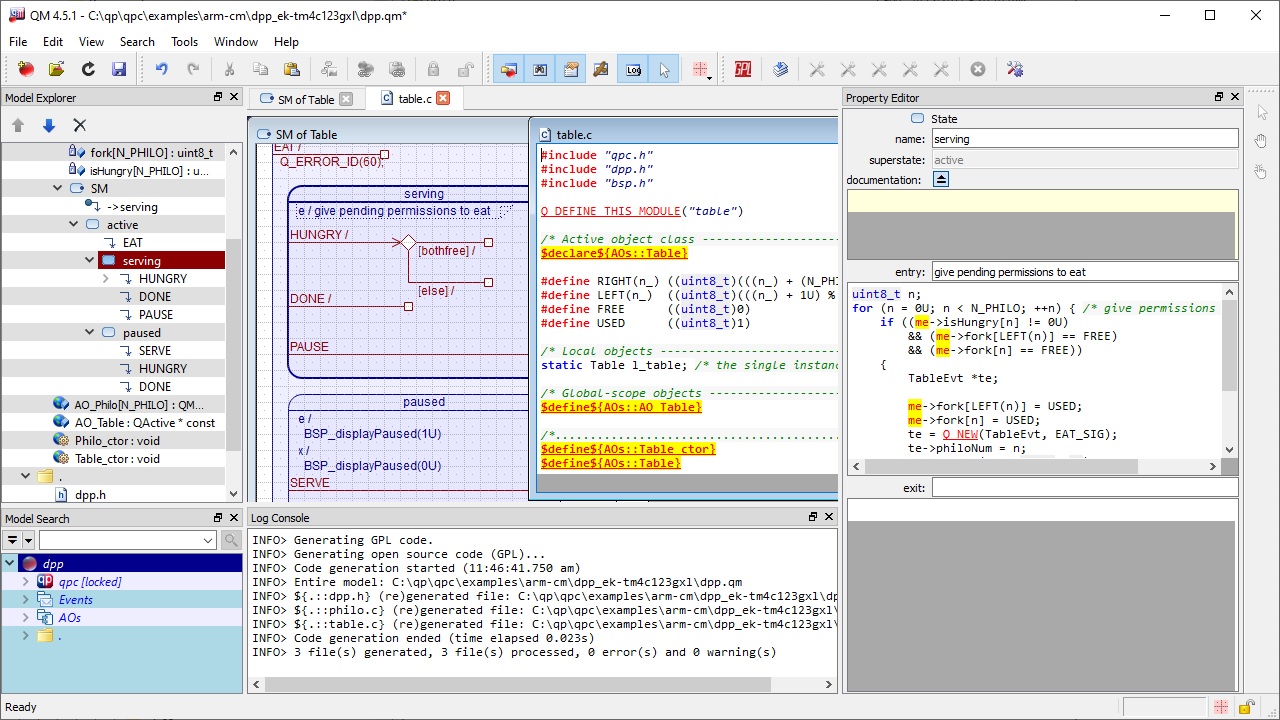 QM 4.5.1 - C:\qp\qpc\examples\arm-cm\dpp_ek-tm4c123gxl\dpp.qm*
File Edit View Search Tools Window Help
Log GPL
Model Explorer
fork[N_PHILO] : uint8_t
isHungry[N_PHILO] : u...
SM
->serving
active
EAT
serving
HUNGRY
DONE
PAUSE
paused
SERVE
HUNGRY
DONE
AO_Philo[N_PHILO] : QM...
AO_Table : QActive * const
Philo_ctor : void
Table_ctor : void
.
dpp.h
Model Search
dpp
qpc [locked]
Events
AOs
.
SM of Table table.c
SM of Table
EAT /
Q_ERROR_ID(60);
serving
e / give pending permissions to eat
HUNGRY /
[bothfree] /
[else] /
DONE /
PAUSE
paused
e /
BSP_displayPaused(1U)
x /
BSP_displayPaused(0U)
SERVE
table.c
#include "qpc.h"
#include "dpp.h"
#include "bsp.h"
Q_DEFINE_THIS_MODULE("table")
/* Active object class -------------------
$declare${AOs::Table}
#define RIGHT(n_) ((uint8_t)(((n_) + (N_PH
#define LEFT(n_) ((uint8_t)(((n_) + 1U) %
#define FREE ((uint8_t)0)
#define USED ((uint8_t)1)
/* Local objects -------------------------
static Table l_table; /* the single instanc
/* Global-scope objects ------------------
$define${AOs::AO_Table}
/*........................................
$define${AOs::Table_ctor}
$define${AOs::Table}
Log Console
INFO> Generating GPL code.
INFO> Generating open source code (GPL)...
INFO> Code generation started (11:46:41.750 am)
INFO> Entire model: C:\qp\qpc\examples\arm-cm\dpp_ek-tm4c123gxl\dpp.qm
INFO> ${.::dpp.h} (re)generated file: C:\qp\qpc\examples\arm-cm\dpp_ek-tm4c123gxl\dp
INFO> ${.::philo.c} (re)generated file: C:\qp\qpc\examples\arm-cm\dpp_ek-tm4c123gxl\
INFO> ${.::table.c} (re)generated file: C:\qp\qpc\examples\arm-cm\dpp_ek-tm4c123gxl\
INFO> Code generation ended (time elapsed 0.023s)
INFO> 3 file(s) generated, 3 file(s) processed, 0 error(s) and 0 warning(s)
Property Editor
State
name: serving
superstate: active
documentation:
entry: give pending permissions to eat
uint8_t n;
for (n = 0U; n < N_PHILO; ++n) { /* give permissions
if ((me->isHungry[n] != 0U)
&& (me->fork[LEFT(n)] == FREE)
&& (me->fork[n] == FREE))
{
TableEvt *te;
me->fork[LEFT(n)] = USED;
me->fork[n] = USED;
te = Q_NEW(TableEvt, EAT_SIG);
te->philoNum = n;
exit:
Ready